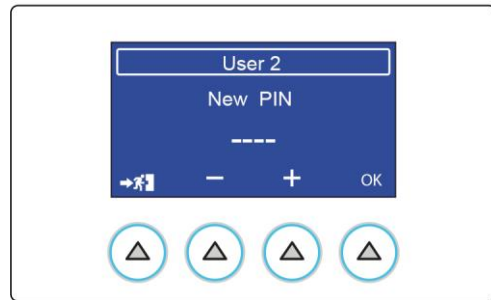 User 2
New PIN
----
− + OK